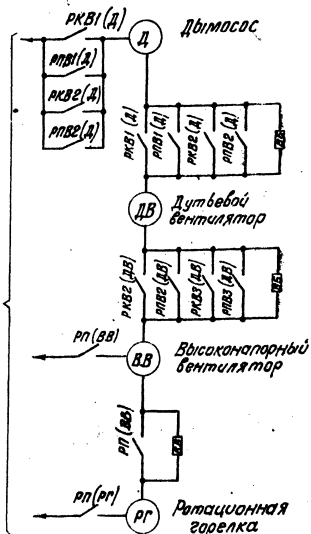 РКВ1(Д)
РПВ1(Д)
РКВ2(Д)
РПВ2(Д)
Д
Дымосос
РКВ1(Д)
РПВ1(Д)
РКВ2(Д)
РПВ2(Д)
ДВ
Дутьевой
вентилятор
РКВ2(ДВ)
РПВ2(ДВ)
РКВ3(ДВ)
РПВ3(ДВ)
РП(ВВ)
ВВ
Высоконапорный
вентилятор
РП(ВВ)
РП(РГ)
РГ
Ротационная
горелка